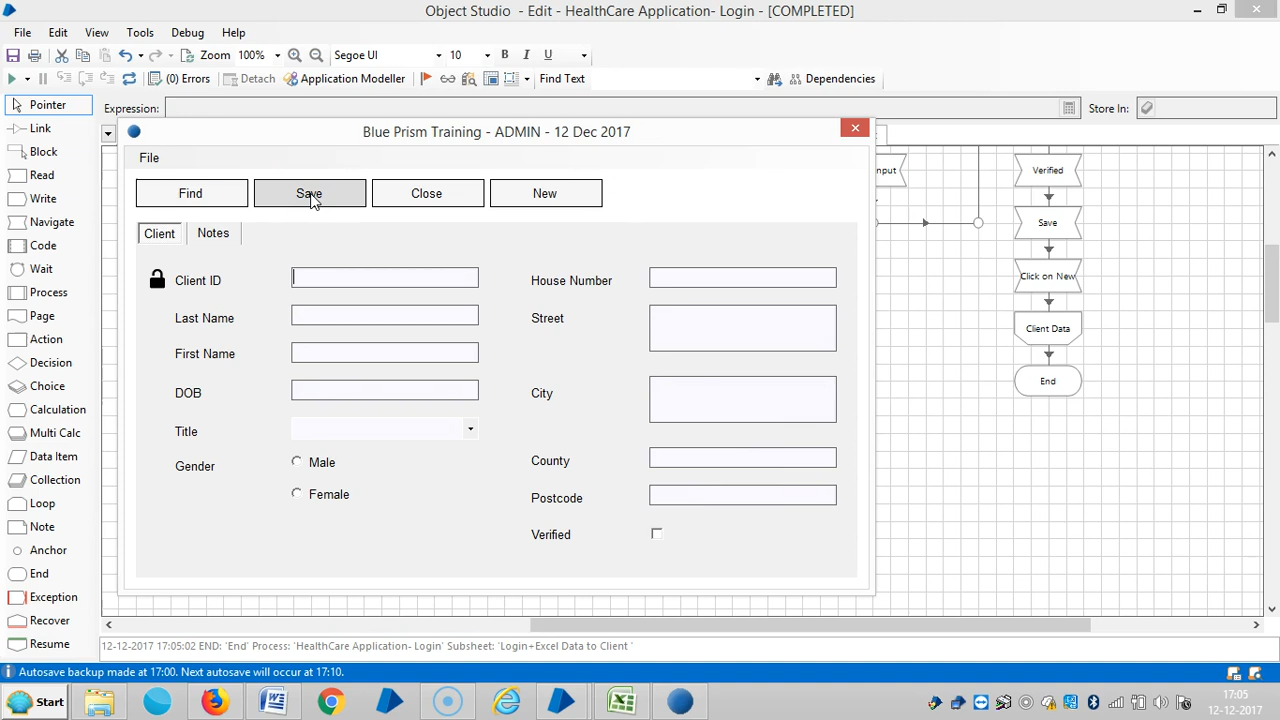 Object Studio - Edit - HealthCare Application- Login - [COMPLETED]
File Edit View Tools Debug Help
Zoom 100% Segoe UI 10 B I U
(0) Errors Detach Application Modeller Find Text Dependencies
Pointer Expression: Store In:
Link
Block
Read
Write
Navigate
Code
Wait
Process
Page
Action
Decision
Choice
Calculation
Multi Calc
Data Item
Collection
Loop
Note
Anchor
End
Exception
Recover
Resume
Blue Prism Training - ADMIN - 12 Dec 2017
File
Find Save Close New
Client Notes
Client ID House Number
Last Name Street
First Name
DOB City
Title
Gender Male County
Female Postcode
Verified
nput Verified
Save
Click on New
Client Data
End
12-12-2017 17:05:02 END: 'End' Process: 'HealthCare Application- Login' Subsheet: 'Login+Excel Data to Client '
Autosave backup made at 17:00. Next autosave will occur at 17:10.
Start 17:05
12-12-2017